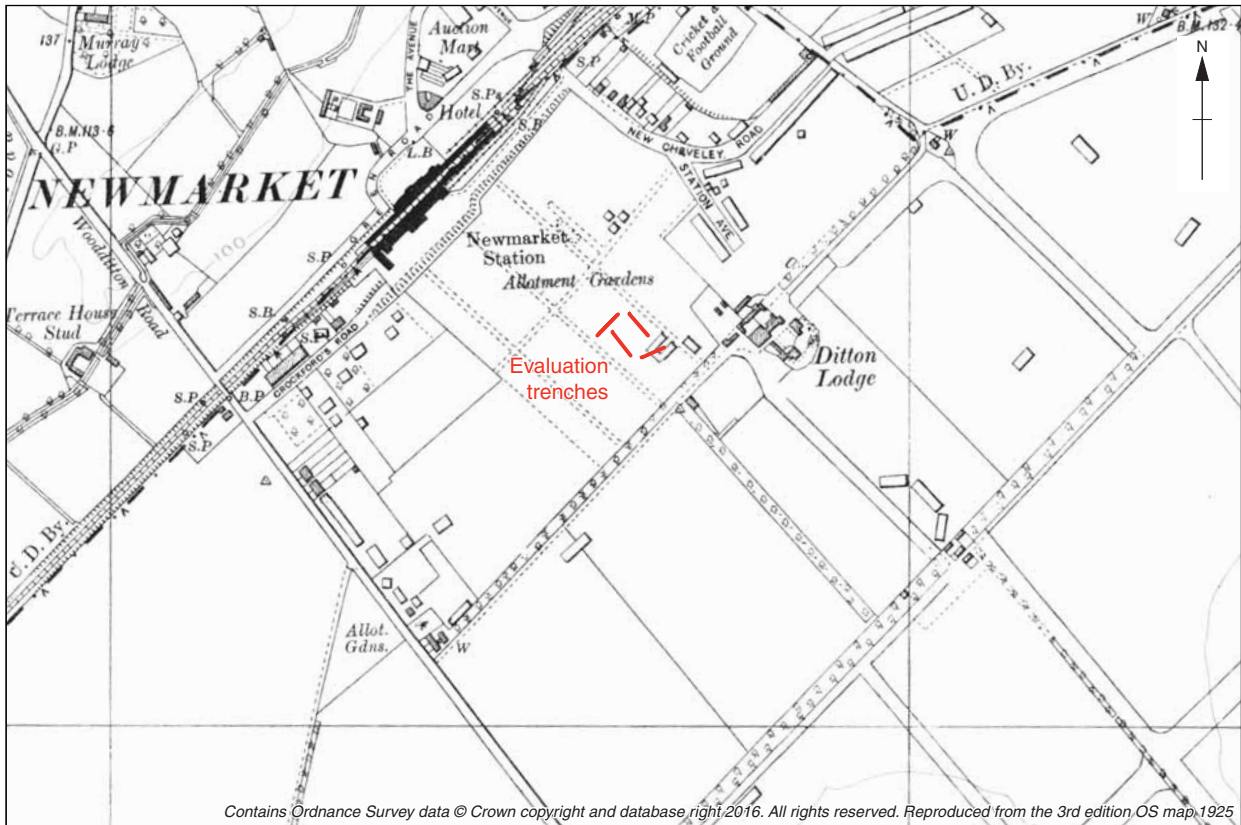 137
Murray
Lodge
THE AVENUE
Auction
Mart
M.P
Cricket &
Football
Ground
W
B.M.132
N
S.P
U. D. By.
B.M.113·6
G.P
S.Ps
Hotel
S.B
L.B
NEW CHEVELEY ROAD
W
NEWMARKET
STATION AVE
100
Woodditton
Road
S.P
Newmarket
Station
Allotment Gardens
Terrace House
Stud
S.B
S.P
CROCKFORD'S ROAD
Evaluation
trenches
Ditton
Lodge
S.P
B.P
S.P
U. D. By.
Allot.
Gdns.
W
Contains Ordnance Survey data © Crown copyright and database right 2016. All rights reserved. Reproduced from the 3rd edition OS map 1925